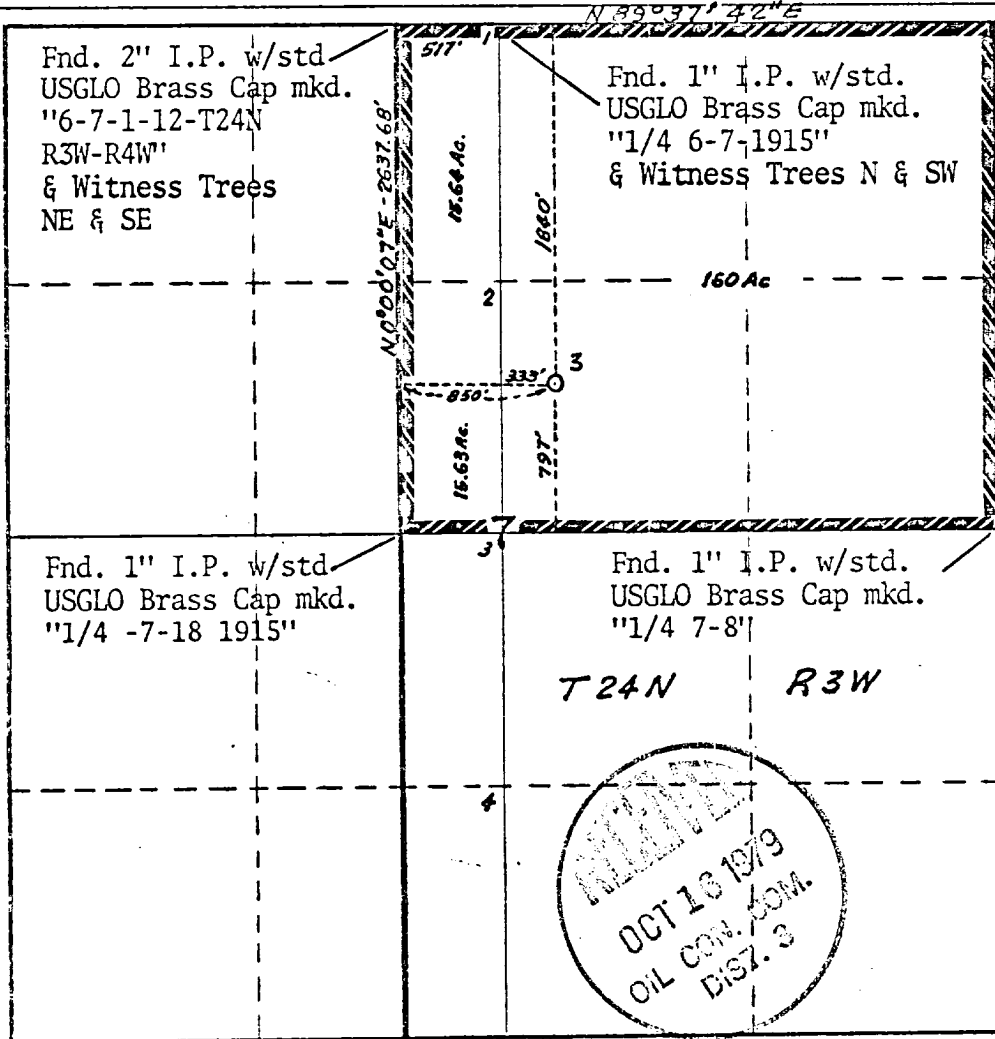 N 89°37'42"E
Fnd. 2" I.P. w/std
USGLO Brass Cap mkd.
"6-7-1-12-T24N
R3W-R4W"
& Witness Trees
NE & SE
517'
1
Fnd. 1" I.P. w/std.
USGLO Brass Cap mkd.
"1/4 6-7-1915"
& Witness Trees N & SW
N 0°00'07"E - 2637.68'
15.64 Ac.
1840'
160 Ac
2
3
333'
850'
15.63 Ac.
797'
7
3
Fnd. 1" I.P. w/std
USGLO Brass Cap mkd.
"1/4 -7-18 1915"
Fnd. 1" I.P. w/std.
USGLO Brass Cap mkd.
"1/4 7-8"
T 24 N R 3 W
4
RECEIVED
OCT 16 1979
OIL CON. COM.
DIST. 3